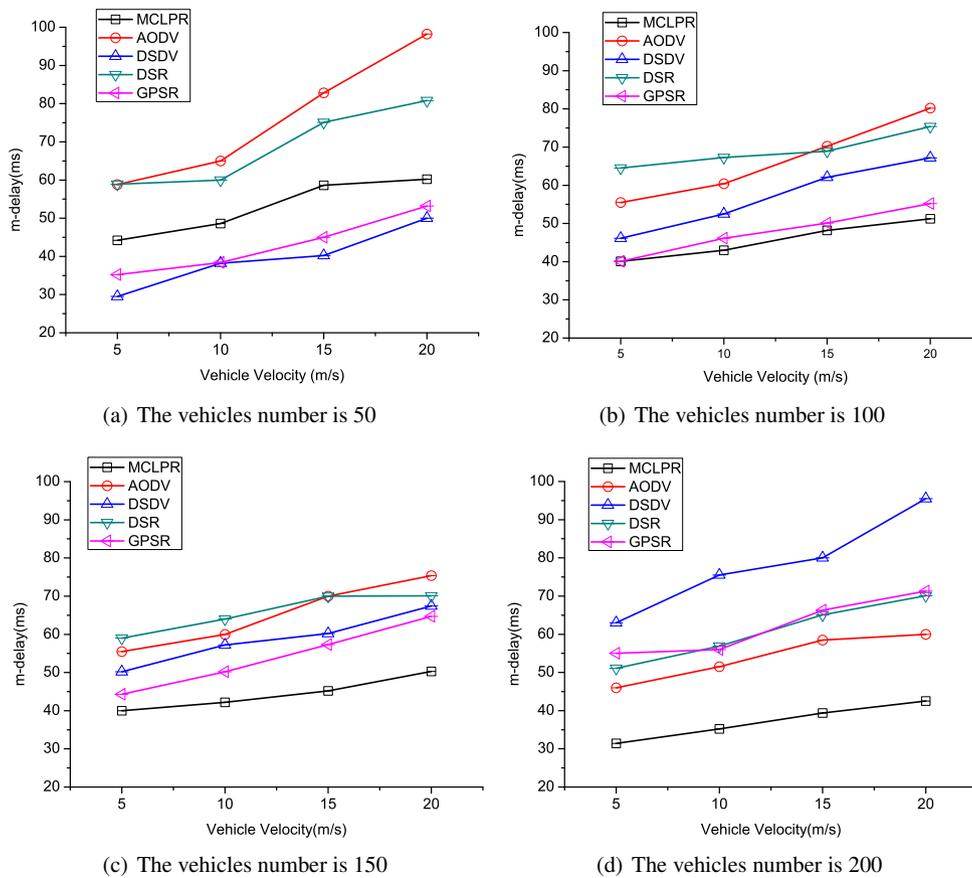 MCLPR
AODV
DSDV
DSR
GPSR
100
90
80
70
60
50
40
30
20
m-delay(ms)
5 10 15 20
Vehicle Velocity (m/s)
(a) The vehicles number is 50
MCLPR
AODV
DSDV
DSR
GPSR
100
90
80
70
60
50
40
30
20
m-delay(ms)
5 10 15 20
Vehicle Velocity (m/s)
(b) The vehicles number is 100
MCLPR
AODV
DSDV
DSR
GPSR
100
90
80
70
60
50
40
30
20
m-delay(ms)
5 10 15 20
Vehicle Velocity(m/s)
(c) The vehicles number is 150
MCLPR
AODV
DSDV
DSR
GPSR
100
90
80
70
60
50
40
30
20
m-delay(ms)
5 10 15 20
Vehicle Velocity(m/s)
(d) The vehicles number is 200